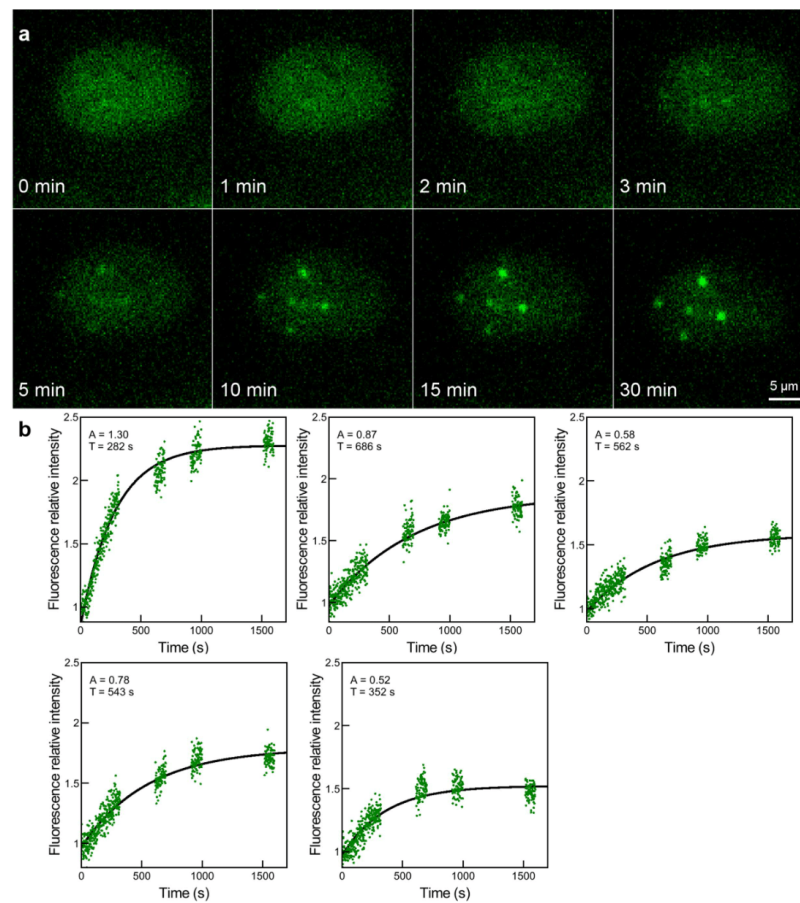 a
0 min
1 min
2 min
3 min
5 min
10 min
15 min
30 min
5 µm
b
A = 1.30
T = 282 s
Fluorescence relative intensity
2.5
2
1.5
1
0
500
1000
1500
Time (s)
A = 0.87
T = 686 s
Fluorescence relative intensity
2.5
2
1.5
1
0
500
1000
1500
Time (s)
A = 0.58
T = 562 s
Fluorescence relative intensity
2.5
2
1.5
1
0
500
1000
1500
Time (s)
A = 0.78
T = 543 s
Fluorescence relative intensity
2.5
2
1.5
1
0
500
1000
1500
Time (s)
A = 0.52
T = 352 s
Fluorescence relative intensity
2.5
2
1.5
1
0
500
1000
1500
Time (s)